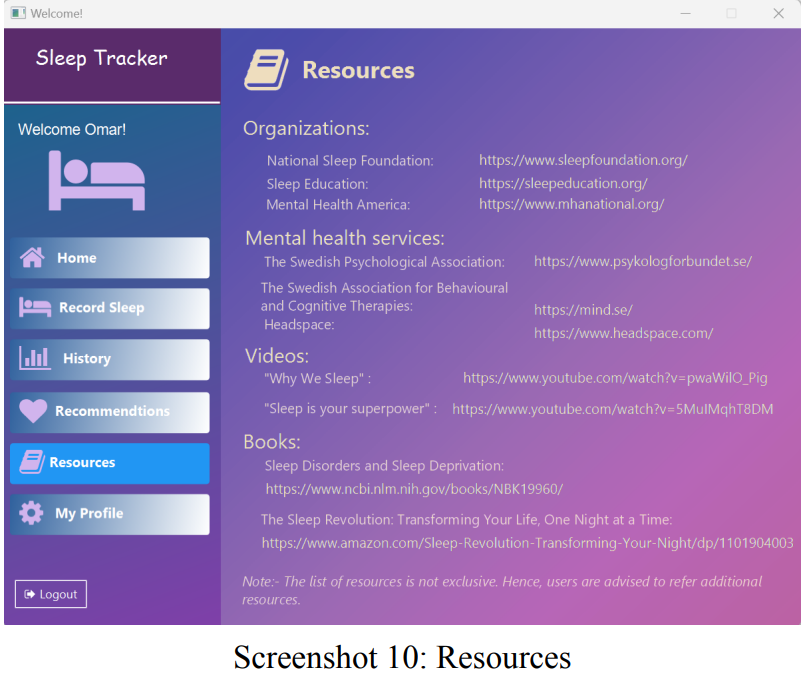 Welcome!
Sleep Tracker
Welcome Omar!
Home
Record Sleep
History
Recommendtions
Resources
My Profile
Logout
Resources
Organizations:
National Sleep Foundation: https://www.sleepfoundation.org/
Sleep Education: https://sleepeducation.org/
Mental Health America: https://www.mhanational.org/
Mental health services:
The Swedish Psychological Association: https://www.psykologforbundet.se/
The Swedish Association for Behavioural
and Cognitive Therapies: https://mind.se/
Headspace: https://www.headspace.com/
Videos:
"Why We Sleep" : https://www.youtube.com/watch?v=pwaWilO_Pig
"Sleep is your superpower" : https://www.youtube.com/watch?v=5MuIMqhT8DM
Books:
Sleep Disorders and Sleep Deprivation:
https://www.ncbi.nlm.nih.gov/books/NBK19960/
The Sleep Revolution: Transforming Your Life, One Night at a Time:
https://www.amazon.com/Sleep-Revolution-Transforming-Your-Night/dp/1101904003
Note:- The list of resources is not exclusive. Hence, users are advised to refer additional
resources.
Screenshot 10: Resources